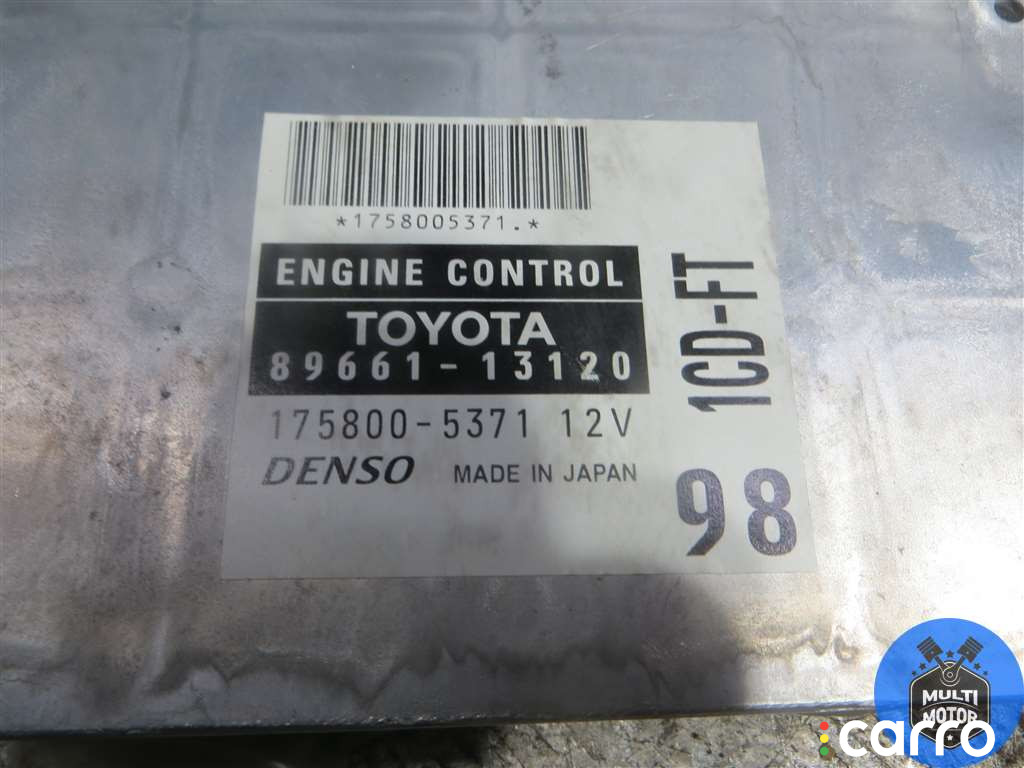 *1758005371.*
ENGINE CONTROL
TOYOTA
89661-13120
175800-5371 12V
DENSO MADE IN JAPAN
1CD-FT
98
MULTI
MOTOR
carro